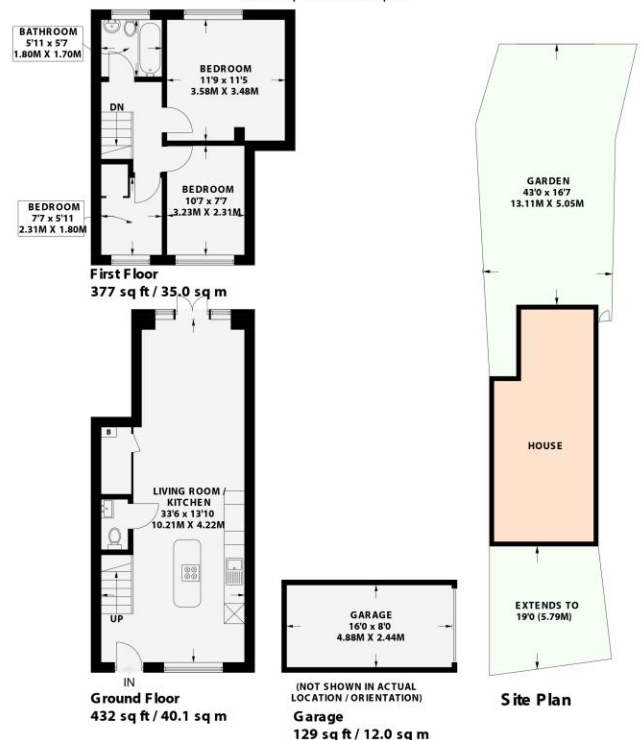 BATHROOM
5'11 x 5'7
1.80M X 1.70M
BEDROOM
11'9 x 11'5
3.58M X 3.48M
DN
BEDROOM
7'7 x 5'11
2.31M X 1.80M
BEDROOM
10'7 x 7'7
3.23M X 2.31M
First Floor
377 sq ft / 35.0 sq m
B
LIVING ROOM /
KITCHEN
33'6 x 13'10
10.21M X 4.22M
UP
IN
Ground Floor
432 sq ft / 40.1 sq m
GARAGE
16'0 x 8'0
4.88M X 2.44M
(NOT SHOWN IN ACTUAL
LOCATION / ORIENTATION)
Garage
129 sq ft / 12.0 sq m
GARDEN
43'0 x 16'7
13.11M X 5.05M
HOUSE
EXTENDS TO
19'0 (5.79M)
Site Plan